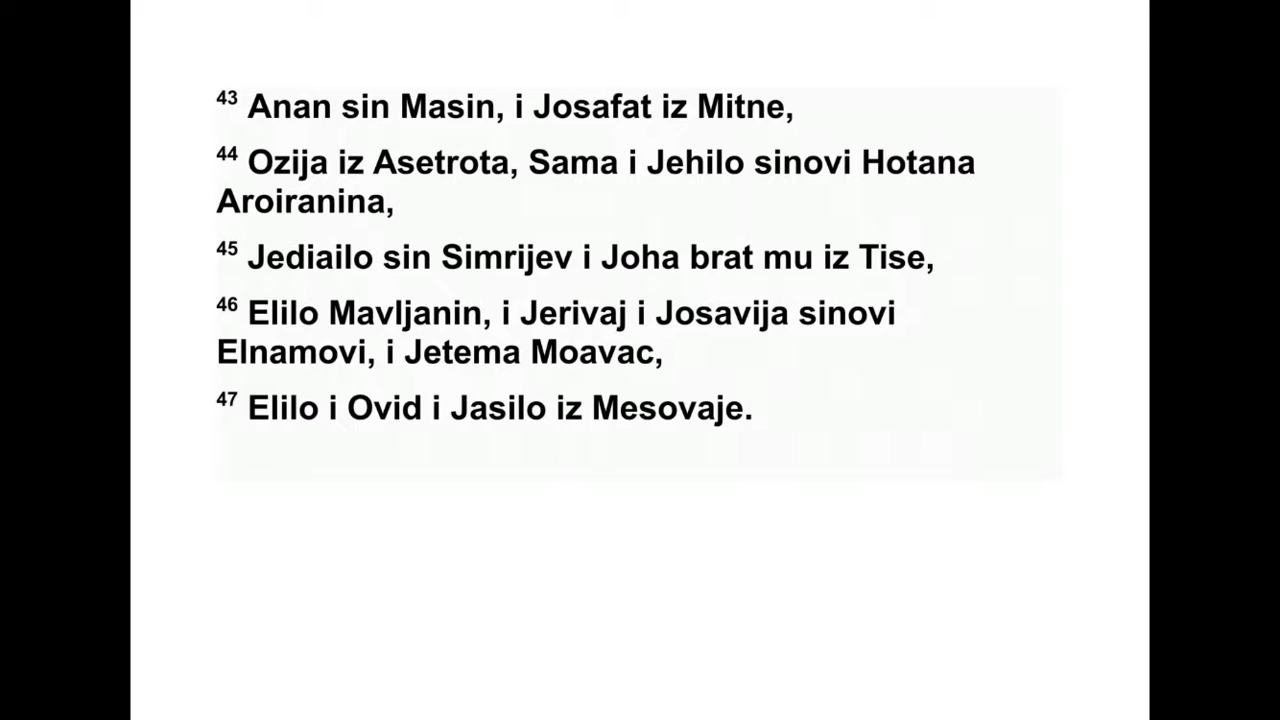 43 Anan sin Masin, i Josafat iz Mitne,
44 Ozija iz Asetrota, Sama i Jehilo sinovi Hotana
Aroiranina,
45 Jediailo sin Simrijev i Joha brat mu iz Tise,
46 Elilo Mavljanin, i Jerivaj i Josavija sinovi
Elnamovi, i Jetema Moavac,
47 Elilo i Ovid i Jasilo iz Mesovaje.